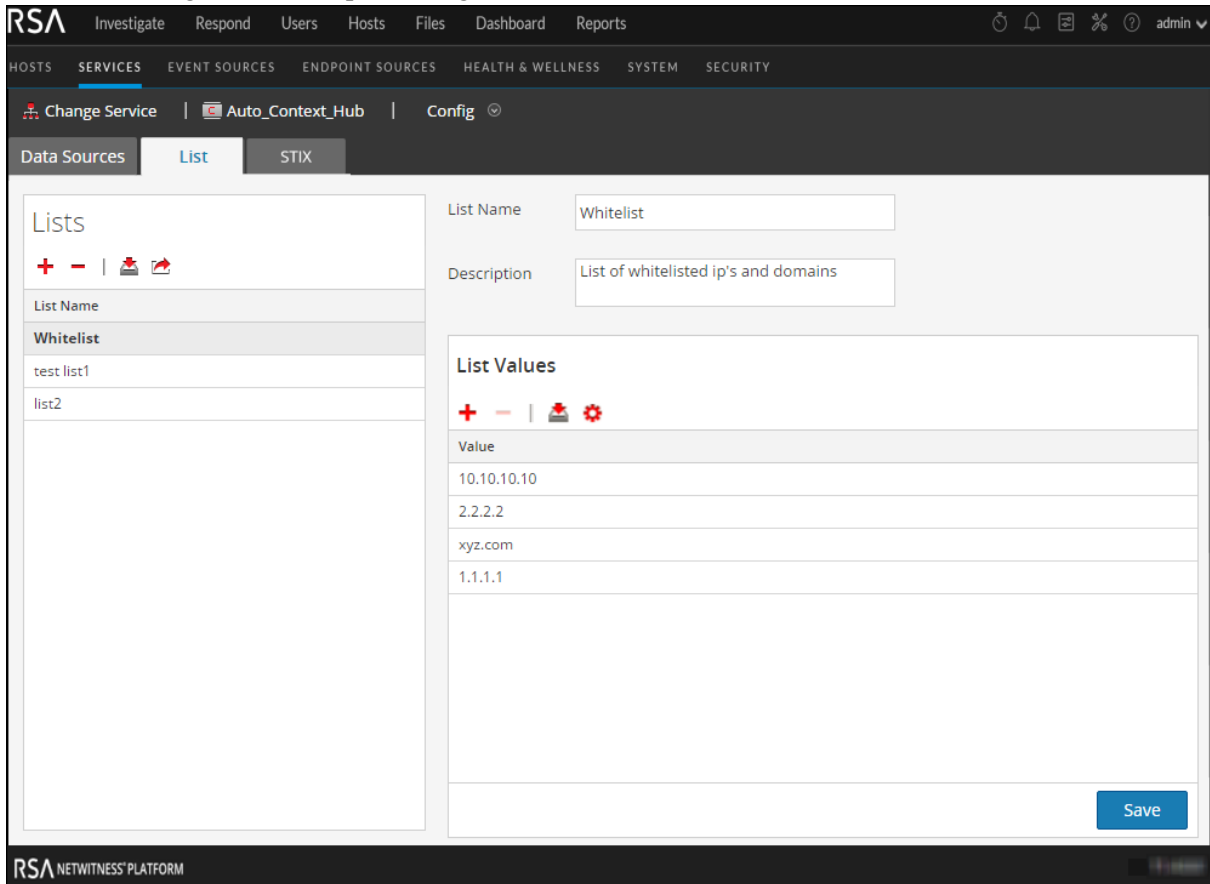 RSA Investigate Respond Users Hosts Files Dashboard Reports admin
HOSTS SERVICES EVENT SOURCES ENDPOINT SOURCES HEALTH & WELLNESS SYSTEM SECURITY
Change Service | C Auto_Context_Hub | Config
Data Sources List STIX
Lists
List Name
Whitelist
test list1
list2
List Name Whitelist
Description List of whitelisted ip's and domains
List Values
Value
10.10.10.10
2.2.2.2
xyz.com
1.1.1.1
Save
RSA NETWITNESS® PLATFORM